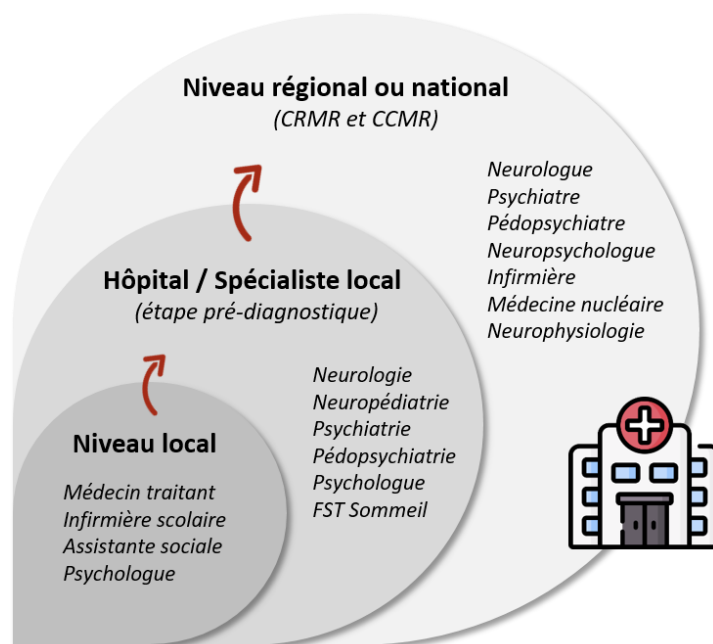 Niveau régional ou national
(CRMR et CCMR)
Neurologue
Psychiatre
Pédopsychiatre
Neuropsychologue
Infirmière
Médecine nucléaire
Neurophysiologie
Hôpital / Spécialiste local
(étape pré-diagnostique)
Neurologie
Neuropédiatrie
Psychiatrie
Pédopsychiatrie
Psychologue
FST Sommeil
Niveau local
Médecin traitant
Infirmière scolaire
Assistante sociale
Psychologue